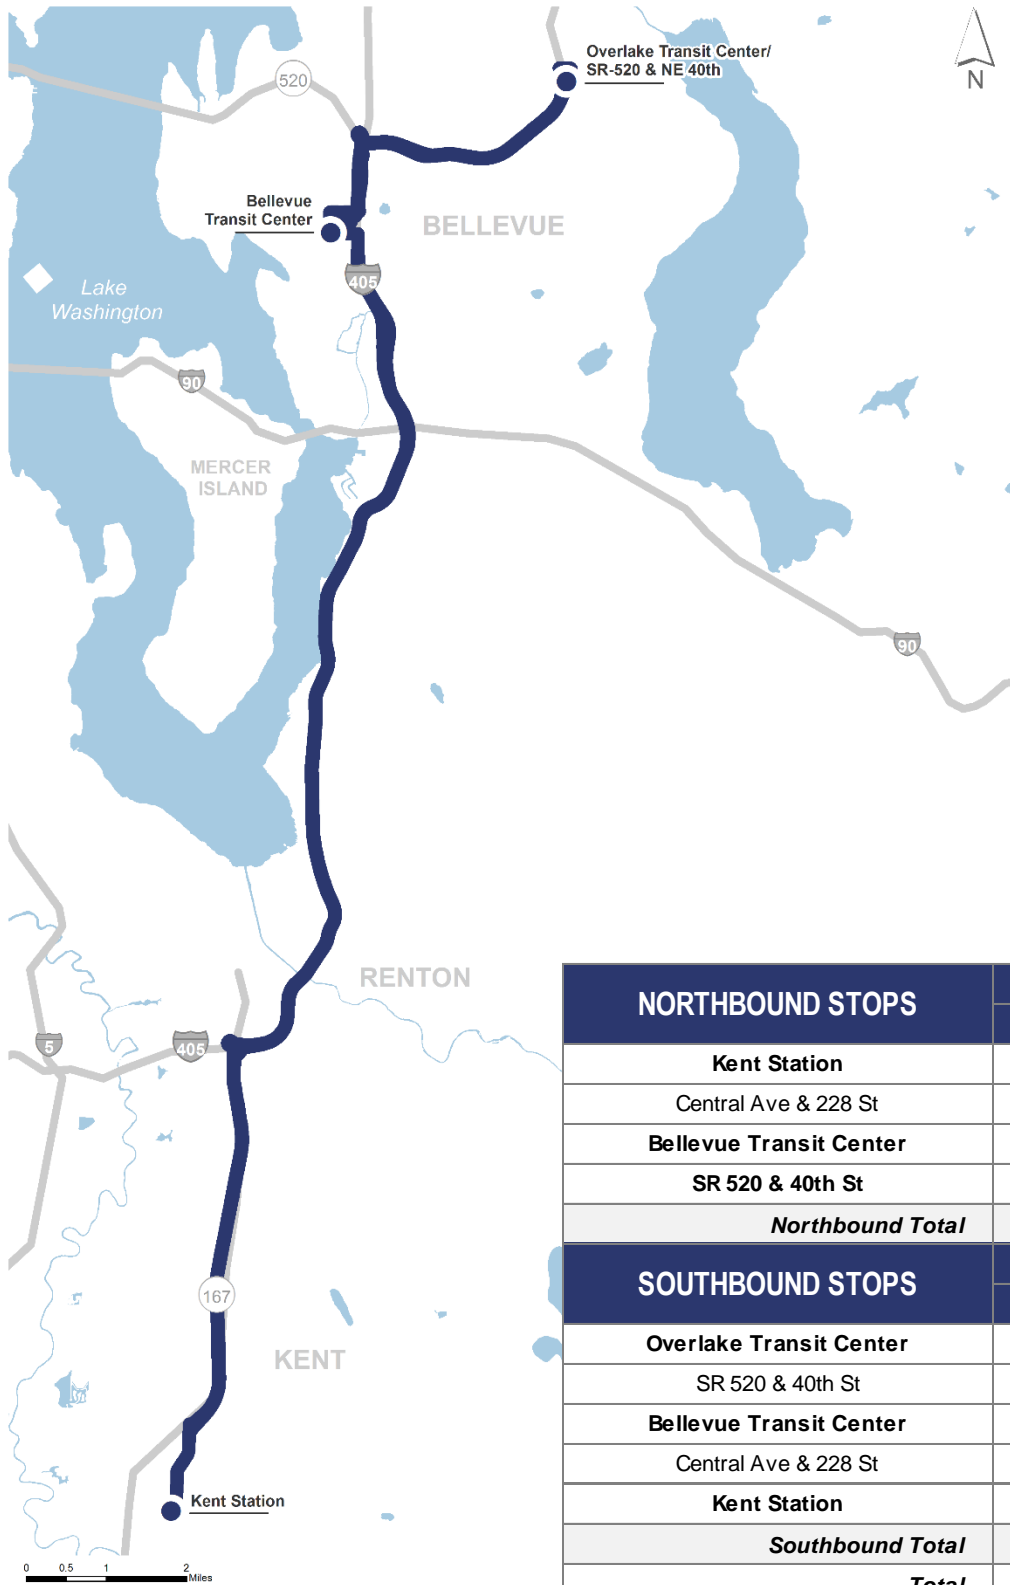 Overlake Transit Center/
SR-520 & NE 40th
N
520
Bellevue
Transit Center
BELLEVUE
405
Lake
Washington
90
MERCER
ISLAND
90
RENTON
5
405
167
KENT
Kent Station
0 0.5 1 2
Miles
NORTHBOUND STOPS
Kent Station
Central Ave & 228 St
Bellevue Transit Center
SR 520 & 40th St
Northbound Total
SOUTHBOUND STOPS
Overlake Transit Center
SR 520 & 40th St
Bellevue Transit Center
Central Ave & 228 St
Kent Station
Southbound Total
Total